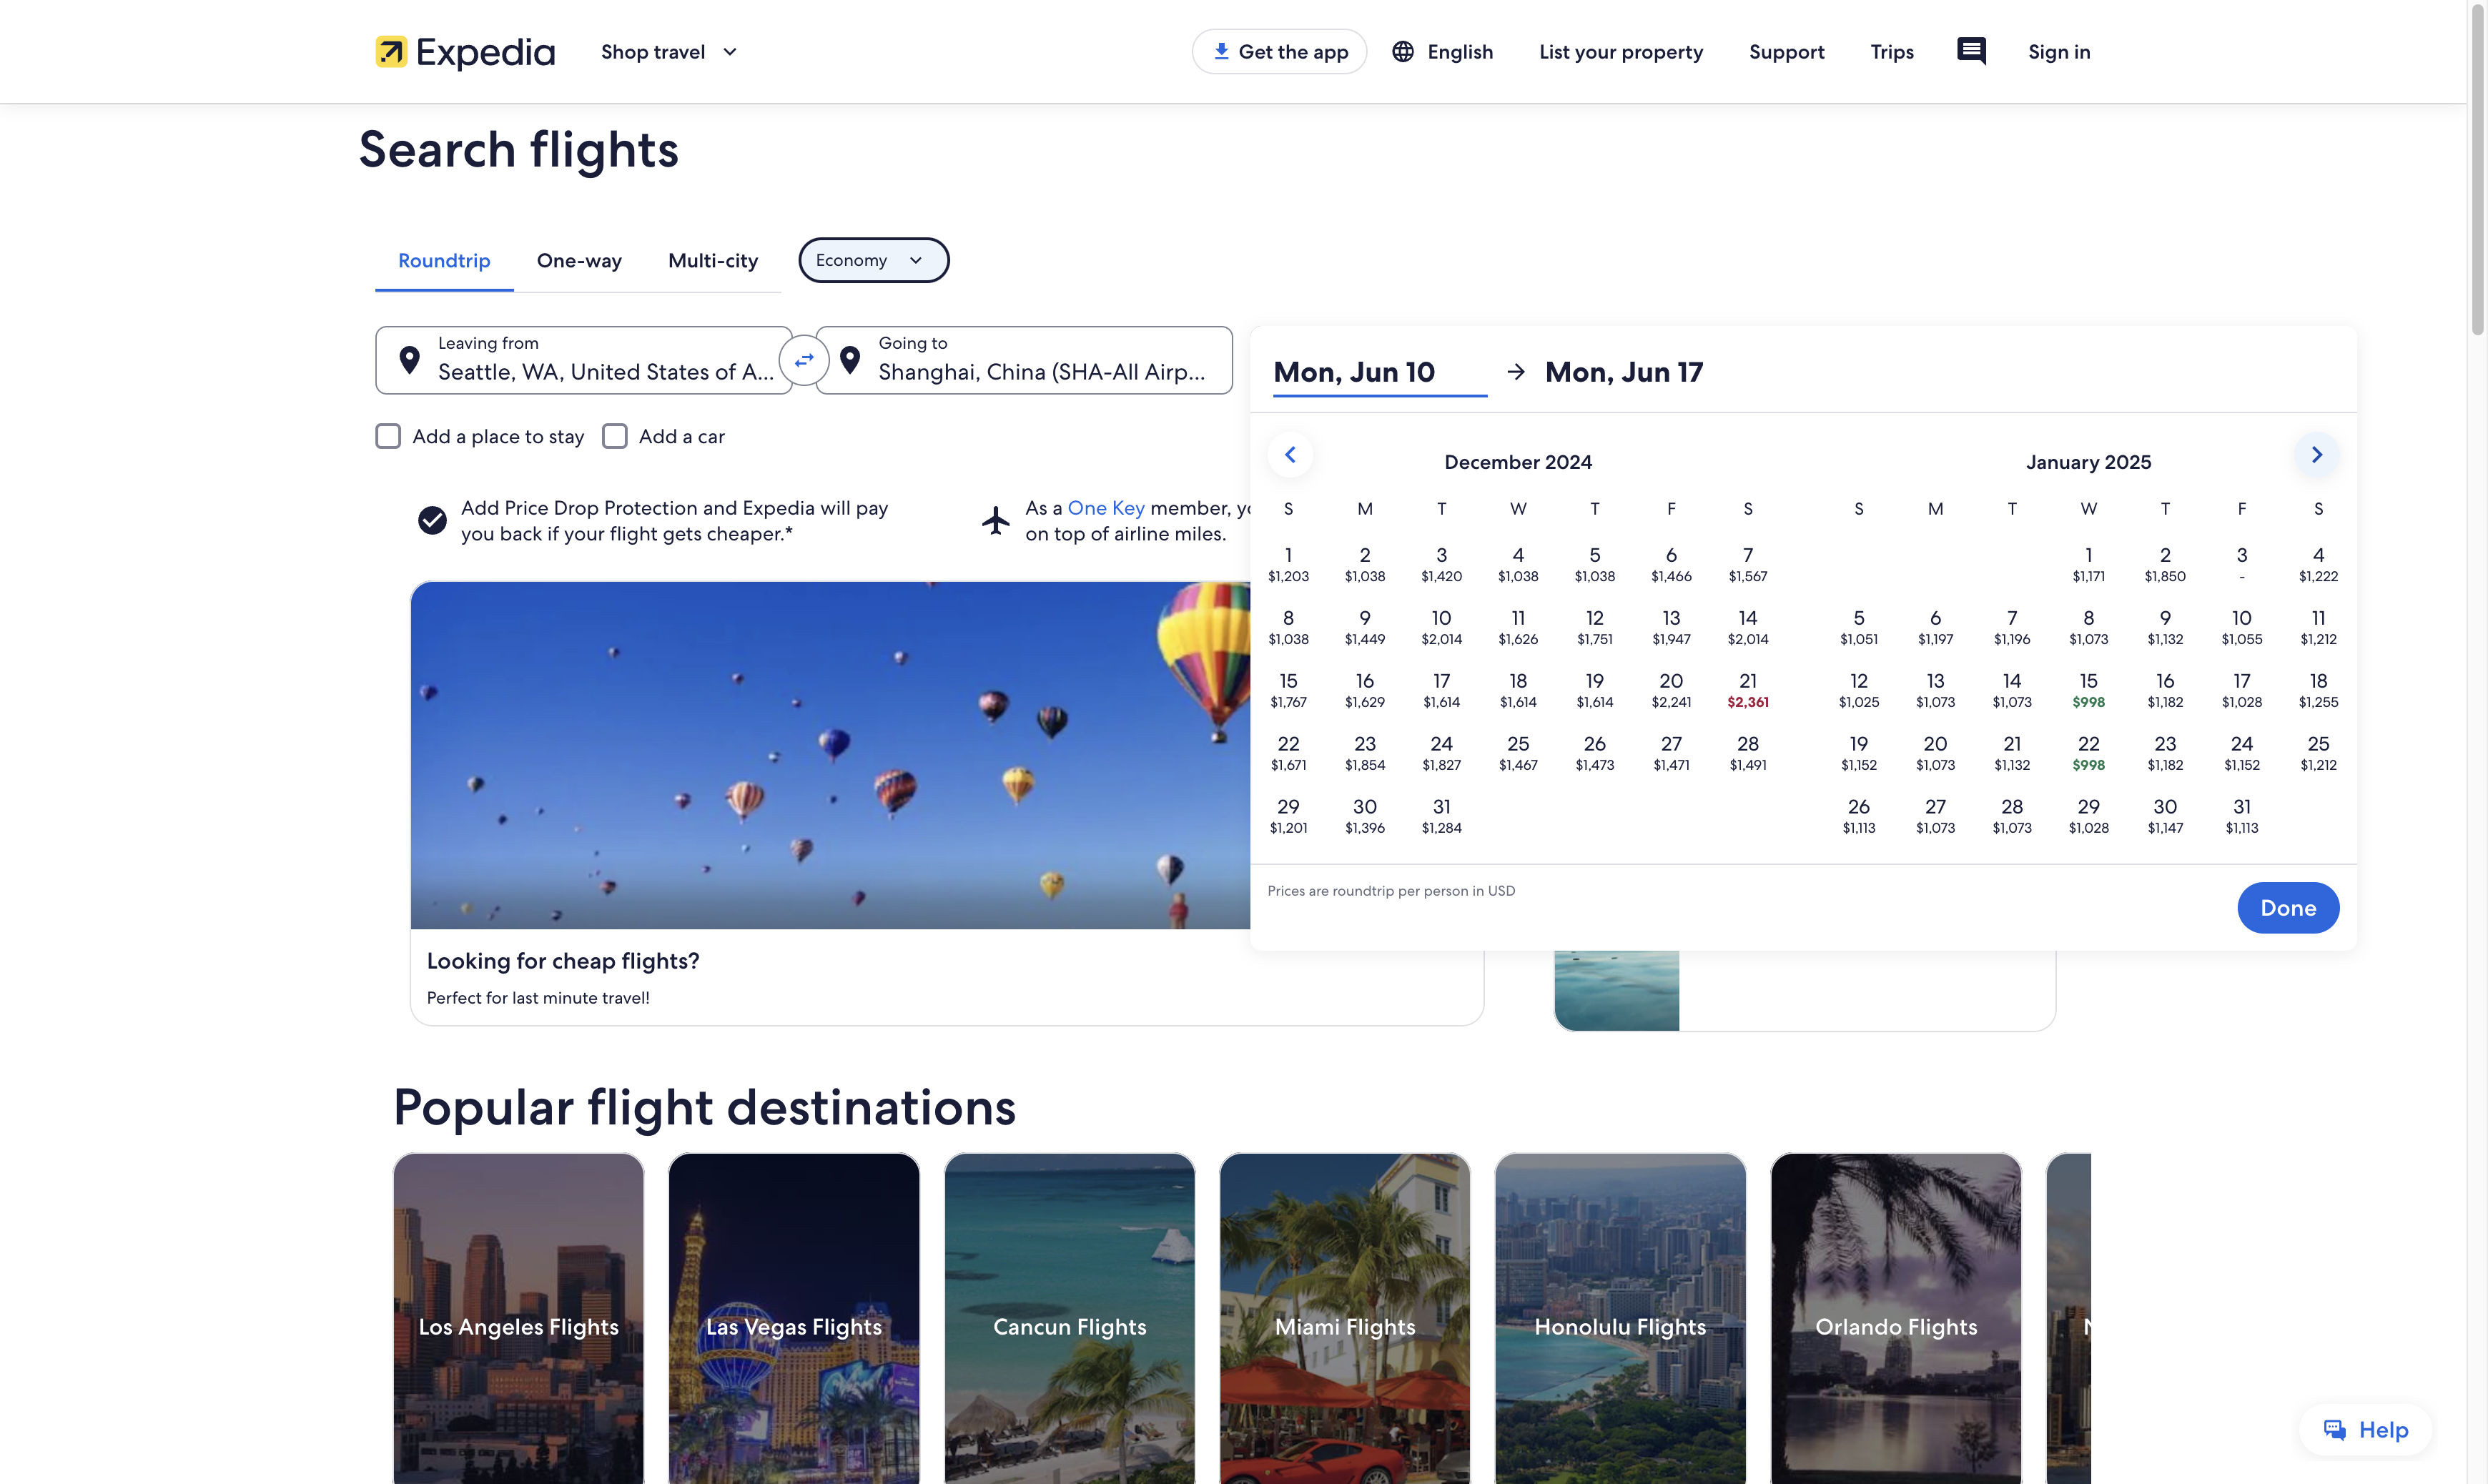 Expedia
Shop travel
Get the app
English
List your property
Support
Trips
Sign in
Search flights
Roundtrip
One-way
Multi-city
Economy
Leaving from
Seattle, WA, United States of A...
Going to
Shanghai, China (SHA-All Airp...
Mon, Jun 10
Mon, Jun 17
Add a place to stay
Add a car
Add Price Drop Protection and Expedia will pay
you back if your flight gets cheaper.*
As a One Key member, yo
on top of airline miles.
December 2024
S M T W T F S
1 2 3 4 5 6 7
$1,203 $1,038 $1,420 $1,038 $1,038 $1,466 $1,567
8 9 10 11 12 13 14
$1,038 $1,449 $2,014 $1,626 $1,751 $1,947 $2,014
15 16 17 18 19 20 21
$1,767 $1,629 $1,614 $1,614 $1,614 $2,241 $2,361
22 23 24 25 26 27 28
$1,671 $1,854 $1,827 $1,467 $1,473 $1,471 $1,491
29 30 31
$1,201 $1,396 $1,284
January 2025
S M T W T F S
1 2 3 4
$1,171 $1,850 - $1,222
5 6 7 8 9 10 11
$1,051 $1,197 $1,196 $1,073 $1,132 $1,055 $1,212
12 13 14 15 16 17 18
$1,025 $1,073 $1,073 $998 $1,182 $1,028 $1,255
19 20 21 22 23 24 25
$1,152 $1,073 $1,132 $998 $1,182 $1,152 $1,212
26 27 28 29 30 31
$1,113 $1,073 $1,073 $1,028 $1,147 $1,113
Prices are roundtrip per person in USD
Done
Looking for cheap flights?
Perfect for last minute travel!
Popular flight destinations
Los Angeles Flights
Las Vegas Flights
Cancun Flights
Miami Flights
Honolulu Flights
Orlando Flights
Help